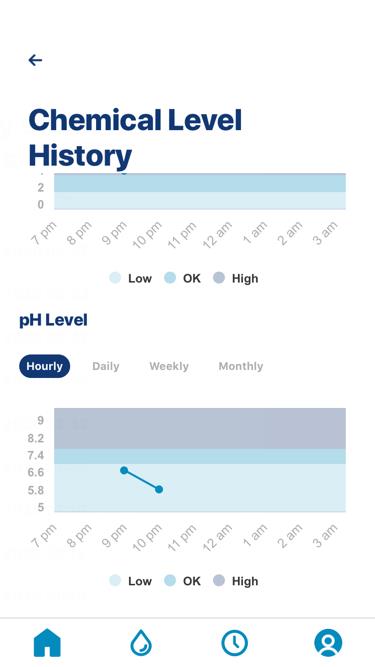 Chemical Level
History
2
0
7 pm 8 pm 9 pm 10 pm 11 pm 12 am 1 am 2 am 3 am
Low OK High
pH Level
Hourly Daily Weekly Monthly
9
8.2
7.4
6.6
5.8
5
7 pm 8 pm 9 pm 10 pm 11 pm 12 am 1 am 2 am 3 am
Low OK High